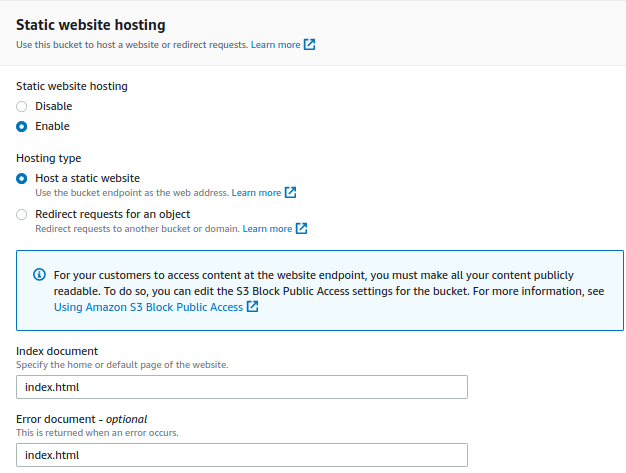 Static website hosting
Use this bucket to host a website or redirect requests. Learn more
Static website hosting
Disable
Enable
Hosting type
Host a static website
Use the bucket endpoint as the web address. Learn more
Redirect requests for an object
Redirect requests to another bucket or domain. Learn more
For your customers to access content at the website endpoint, you must make all your content publicly
readable. To do so, you can edit the S3 Block Public Access settings for the bucket. For more information, see
Using Amazon S3 Block Public Access
Index document
Specify the home or default page of the website.
index.html
Error document - optional
This is returned when an error occurs.
index.html